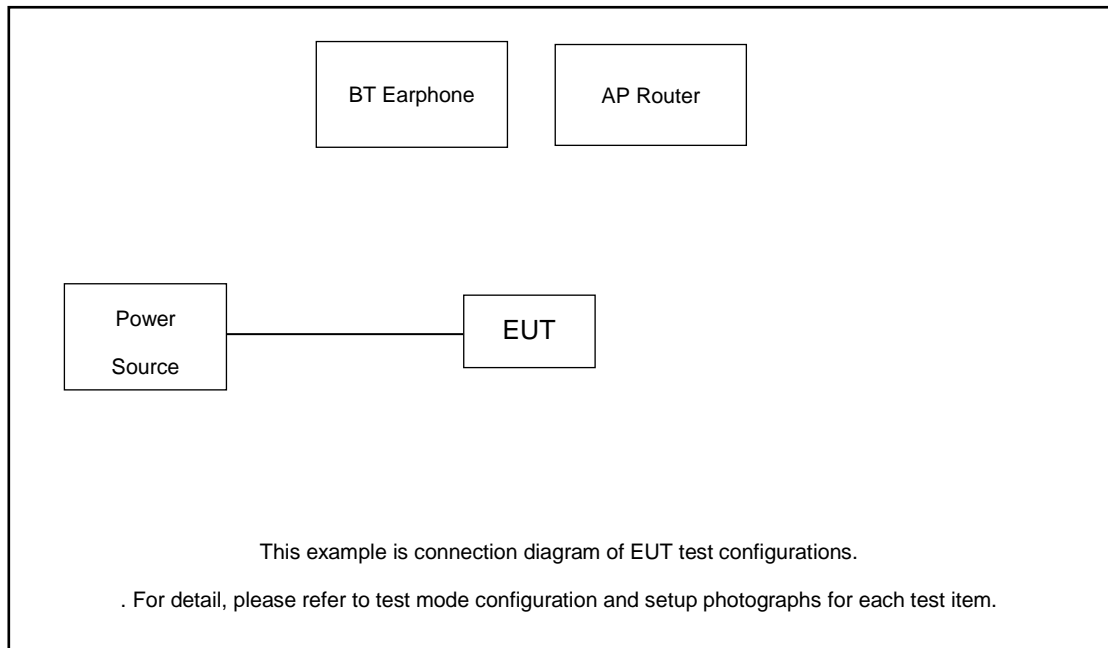 BT Earphone
AP Router
Power
Source
EUT
This example is connection diagram of EUT test configurations.
. For detail, please refer to test mode configuration and setup photographs for each test item.